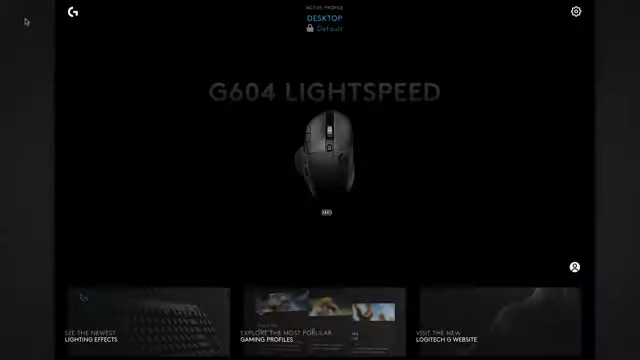 ACTIVE PROFILE
DESKTOP
Default
G604 LIGHTSPEED
SEE THE NEWEST
LIGHTING EFFECTS
EXPLORE THE MOST POPULAR
GAMING PROFILES
VISIT THE NEW
LOGITECH G WEBSITE